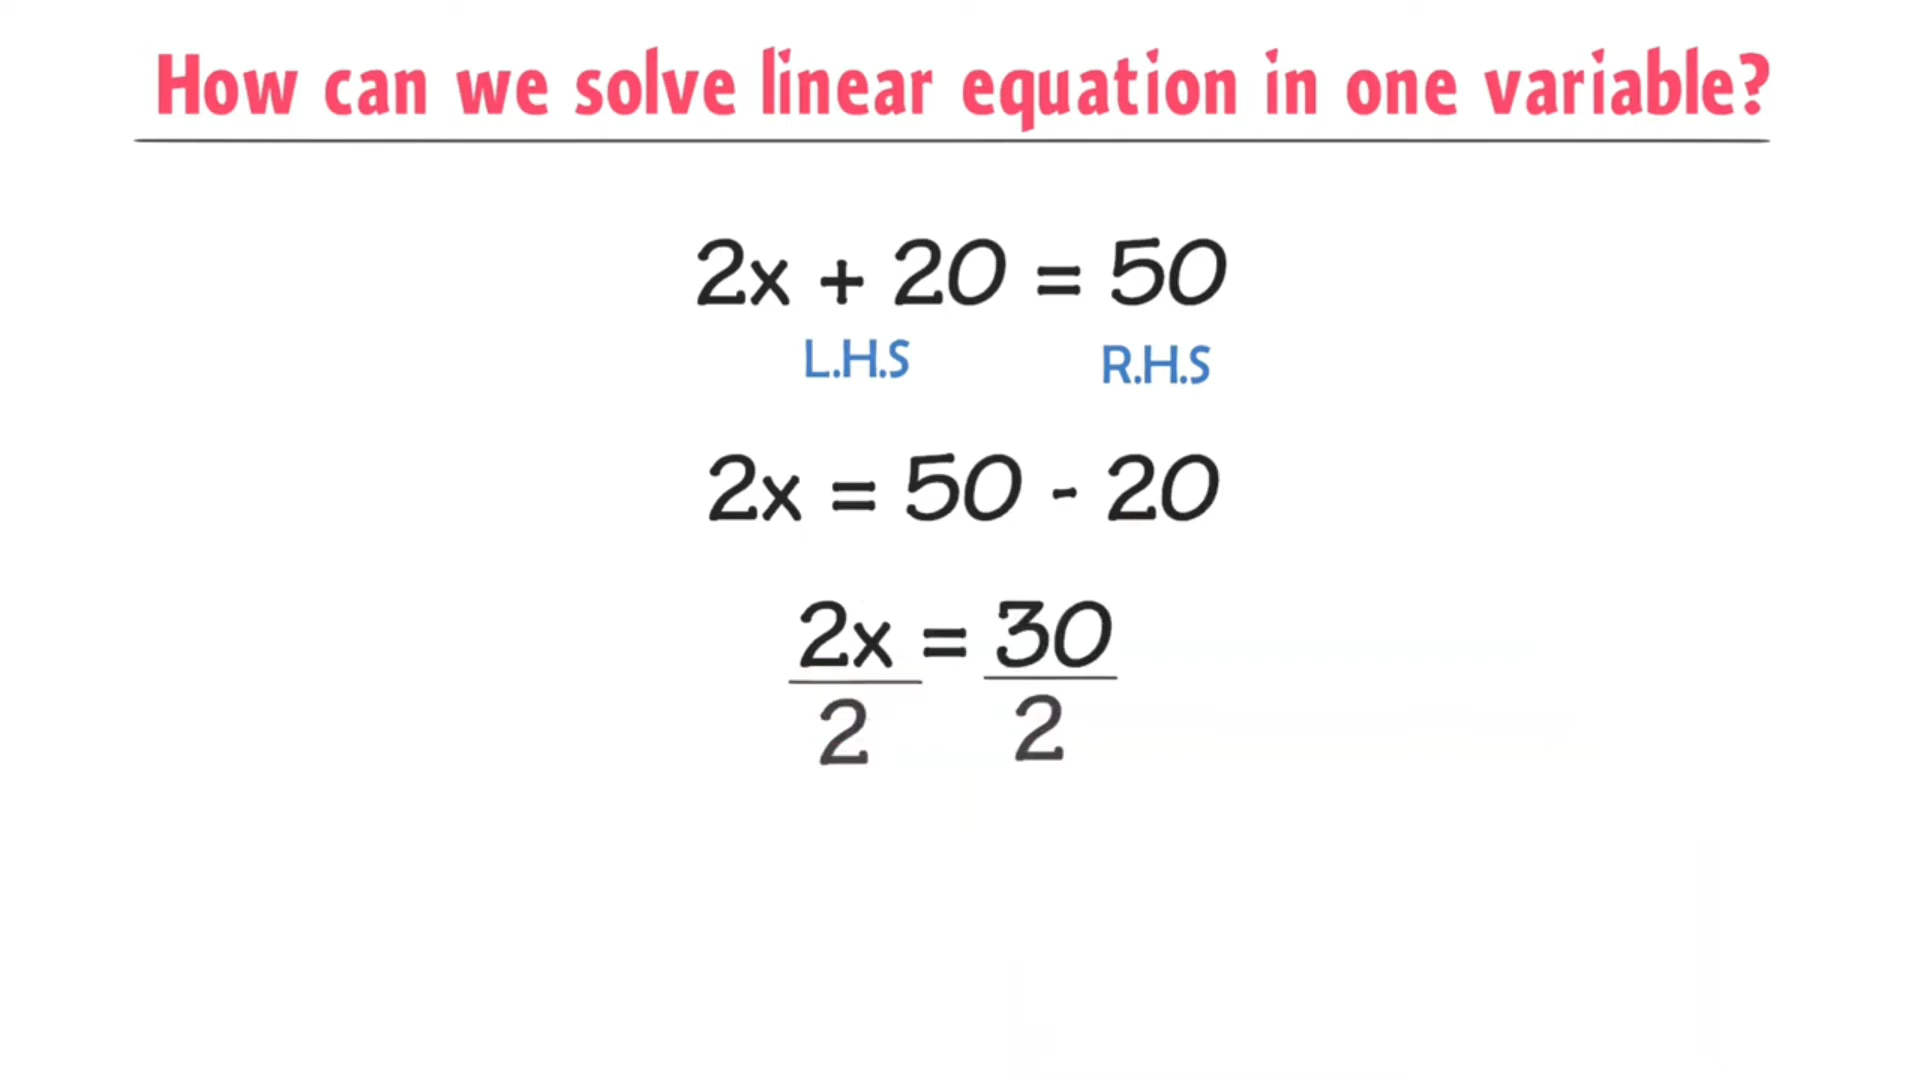 How can we solve linear equation in one variable?
2x + 20 = 50
L.H.S R.H.S
2x = 50 - 20
2x = 30
2 2